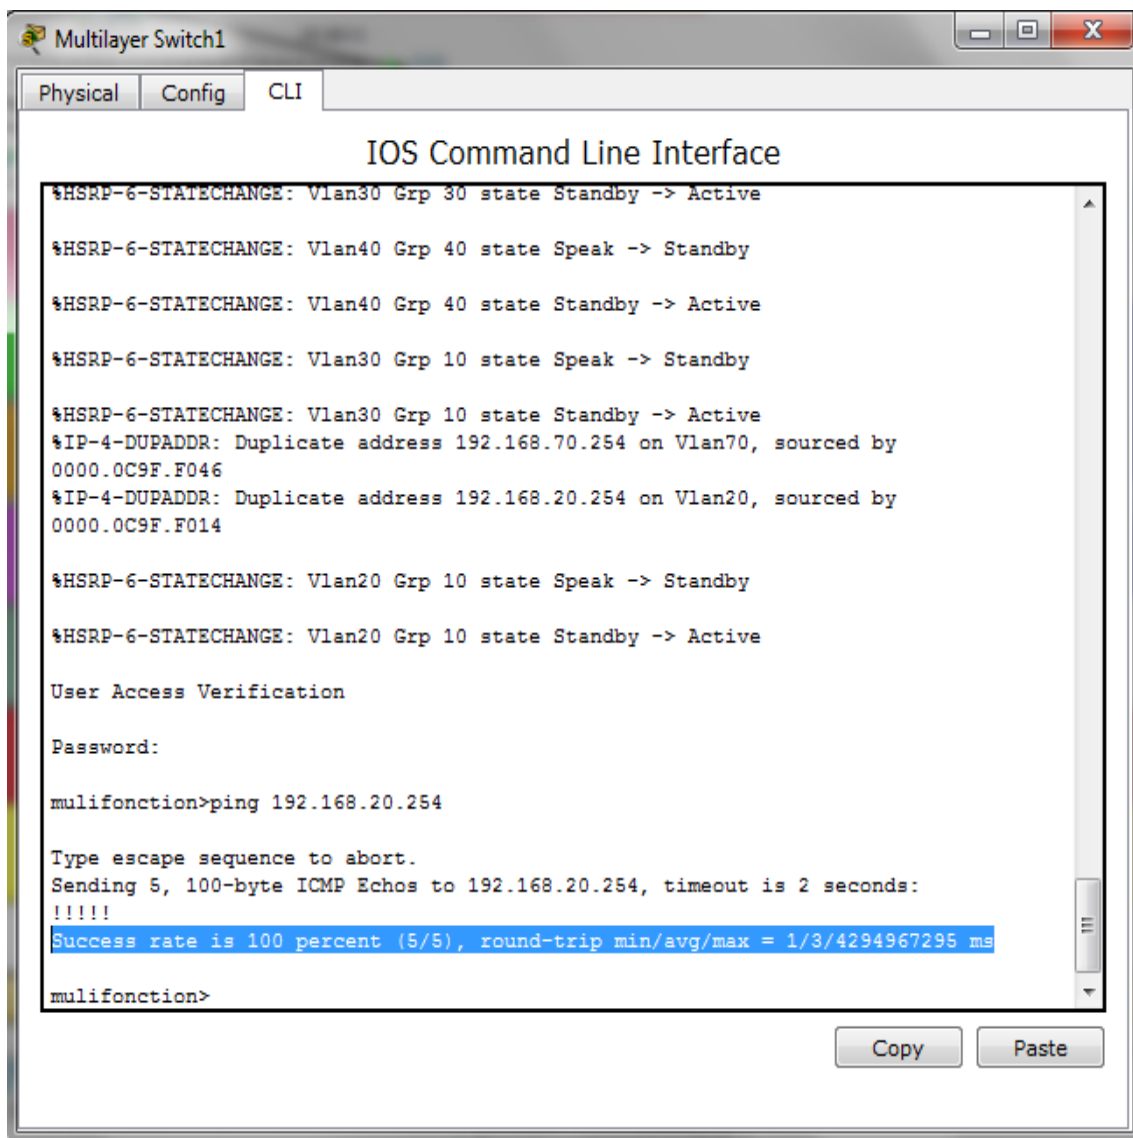 Multilayer Switch1
Physical Config CLI
IOS Command Line Interface
%HSRP-6-STATECHANGE: Vlan30 Grp 30 state Standby -> Active
%HSRP-6-STATECHANGE: Vlan40 Grp 40 state Speak -> Standby
%HSRP-6-STATECHANGE: Vlan40 Grp 40 state Standby -> Active
%HSRP-6-STATECHANGE: Vlan30 Grp 10 state Speak -> Standby
%HSRP-6-STATECHANGE: Vlan30 Grp 10 state Standby -> Active
%IP-4-DUPADDR: Duplicate address 192.168.70.254 on Vlan70, sourced by
0000.0C9F.F046
%IP-4-DUPADDR: Duplicate address 192.168.20.254 on Vlan20, sourced by
0000.0C9F.F014
%HSRP-6-STATECHANGE: Vlan20 Grp 10 state Speak -> Standby
%HSRP-6-STATECHANGE: Vlan20 Grp 10 state Standby -> Active
User Access Verification
Password:
mulifonction>ping 192.168.20.254
Type escape sequence to abort.
Sending 5, 100-byte ICMP Echos to 192.168.20.254, timeout is 2 seconds:
!!!!!
Success rate is 100 percent (5/5), round-trip min/avg/max = 1/3/4294967295 ms
mulifonction>
Copy Paste